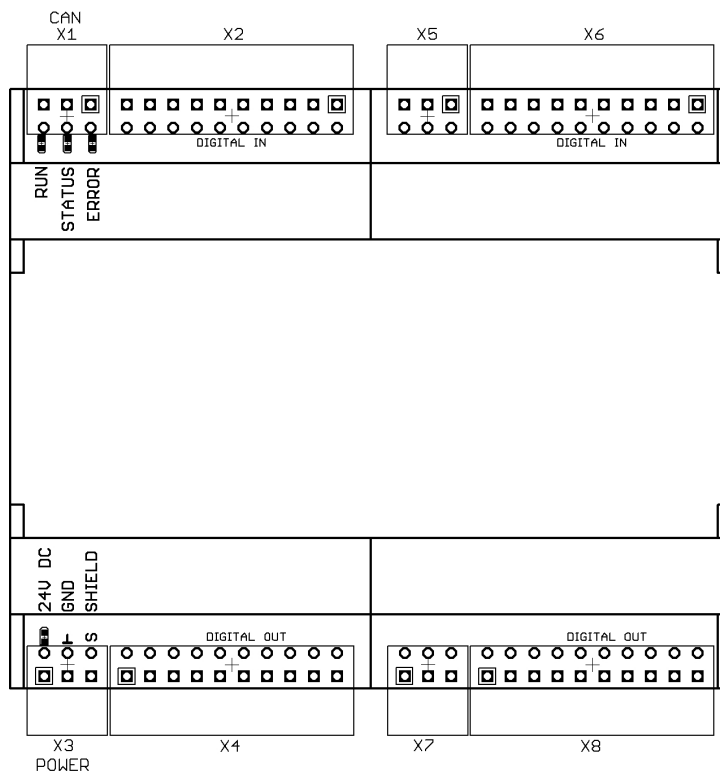 CAN
X1 X2 X5 X6
DIGITAL IN DIGITAL IN
RUN
STATUS
ERROR
24V DC
GND
SHIELD
S
DIGITAL OUT DIGITAL OUT
X3 X4 X7 X8
POWER